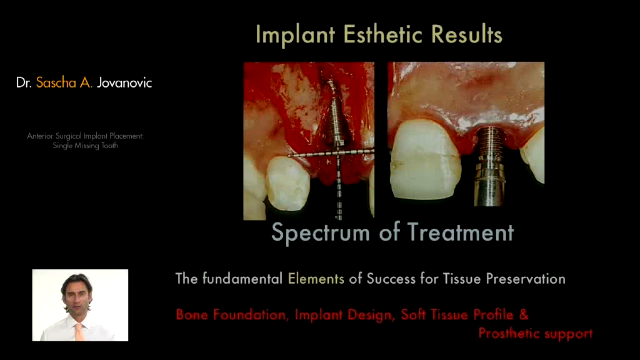 Implant Esthetic Results
Dr. Sascha A. Jovanovic
Anterior Surgical Implant Placement
Single Missing Tooth
Spectrum of Treatment
The fundamental Elements of Success for Tissue Preservation
Bone Foundation, Implant Design, Soft Tissue Profile &
Prosthetic support